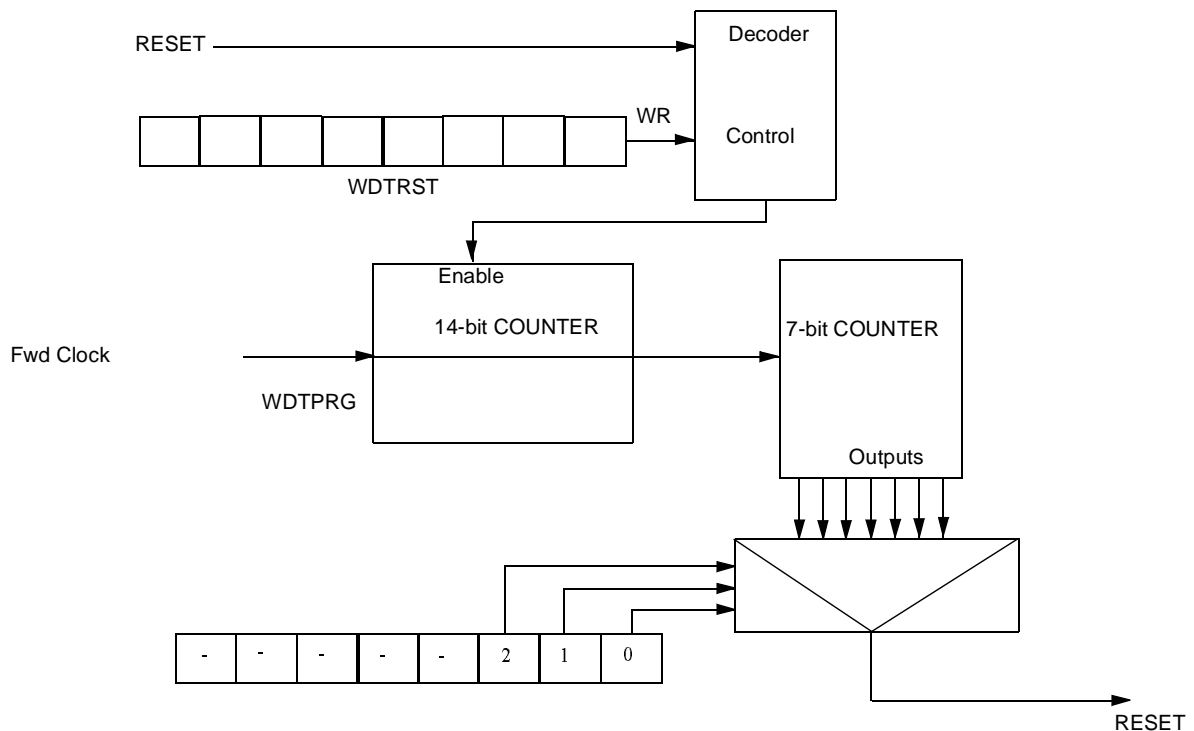 Decoder
RESET
WR
Control
WDTRST
Enable
14-bit COUNTER
7-bit COUNTER
Fwd Clock
WDTPRG
Outputs
- - - - - 2 1 0
RESET